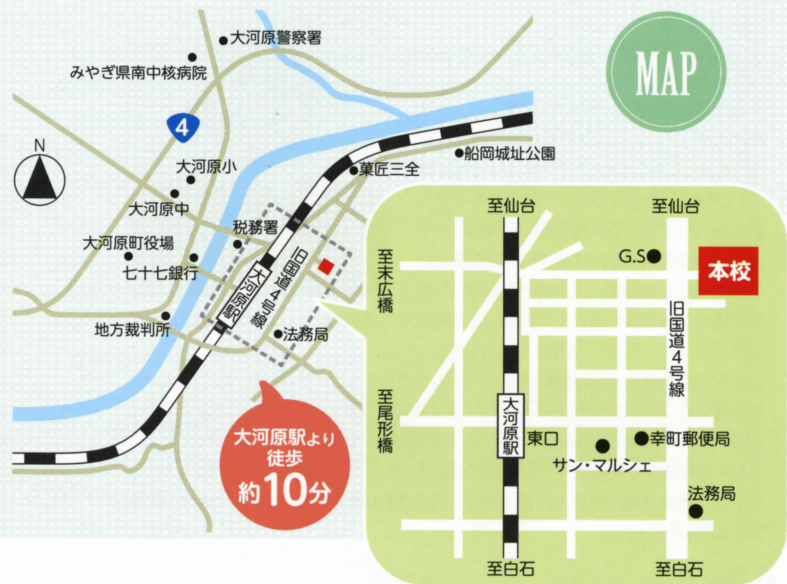 大河原警察署
みやぎ県南中核病院
MAP
4
N
大河原小
大河原中
菓匠三全
船岡城址公園
税務署
大河原町役場
七十七銀行
地方裁判所
大河原駅
旧国道4号線
法務局
大河原駅より
徒歩
約10分
至仙台
至仙台
至末広橋
G.S
本校
旧国道4号線
至尾形橋
大河原駅
東口
幸町郵便局
サン・マルシェ
法務局
至白石
至白石